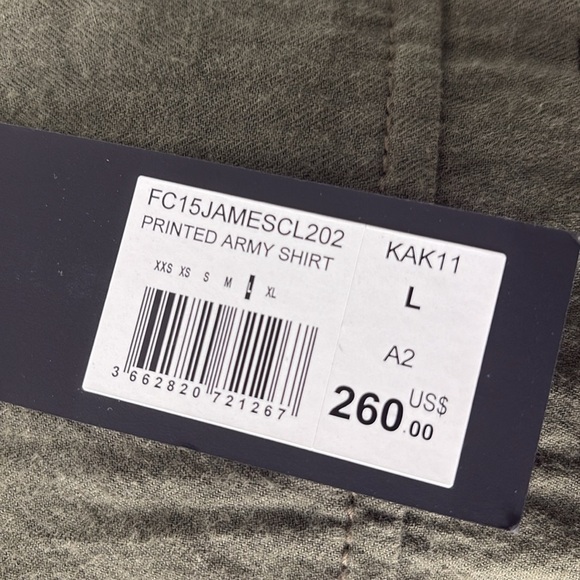 FC15JAMESCL202
PRINTED ARMY SHIRT
XXS XS S M L XL
3 662820 721267
KAK11
L
A2
260.00 US$